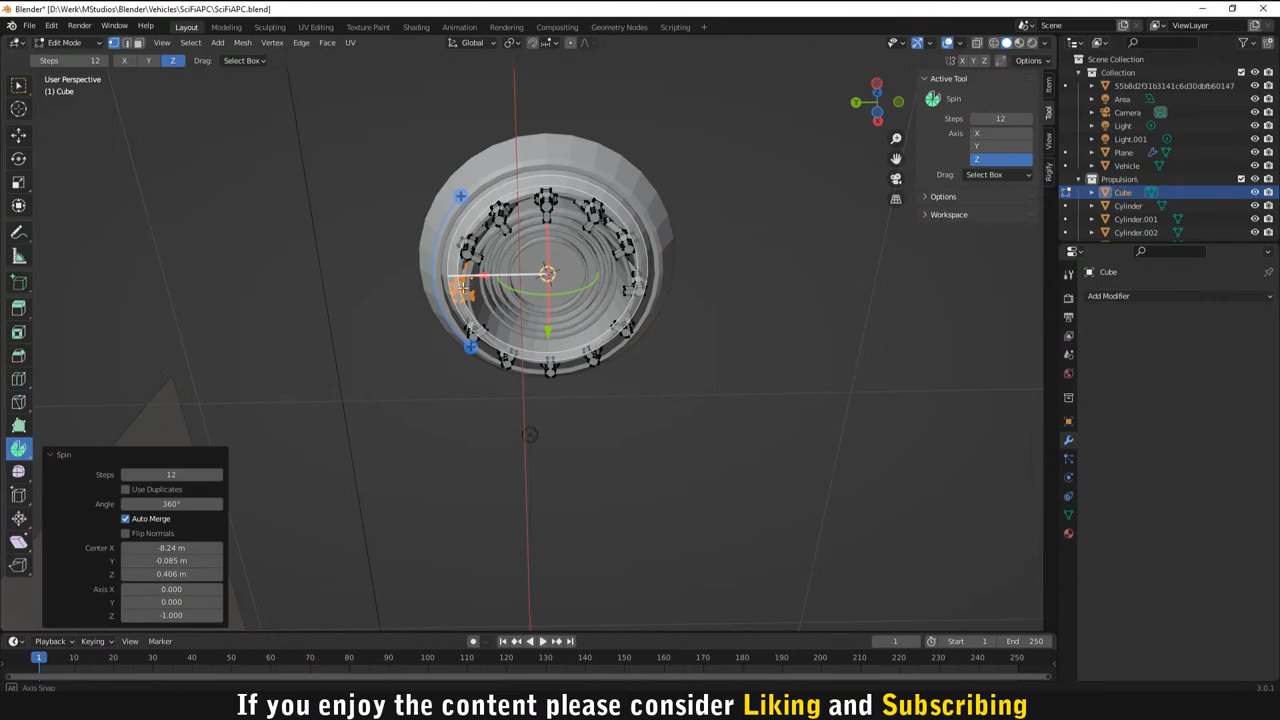 Blender* [D:\Werk\MStudios\Blender\Vehicles\SciFiAPC\SciFiAPC.blend]
File Edit Render Window Help Layout Modeling Sculpting UV Editing Texture Paint Shading Animation Rendering Compositing Geometry Nodes Scripting Scene ViewLayer
Edit Mode View Select Add Mesh Vertex Edge Face UV Global
Steps 12 X Y Z Drag: Select Box X Y Z Options
User Perspective
(1) Cube
Y
Z
X
Active Tool
Spin
Steps 12
Axis X
Y
Z
Drag: Select Box
Options
Workspace
Item
Tool
View
Rigify
Scene Collection
Collection
55b8d2f31b3141c6d30dbfb60147
Area
Camera
Light
Light.001
Plane
Vehicle
Propulsion\
Cube
Cylinder
Cylinder.001
Cylinder.002
Cube
Add Modifier
Spin
Steps 12
Use Duplicates
Angle 360°
Auto Merge
Flip Normals
Center X -8.24 m
Y -0.085 m
Z 0.406 m
Axis X 0.000
Y 0.000
Z -1.000
Playback Keying View Marker 1 Start 1 End 250
1 10 20 30 40 50 60 70 80 90 100 110 120 130 140 150 160 170 180 190 200 210 220 230 240 250
Axis Snap 3.0.1
If you enjoy the content please consider Liking and Subscribing